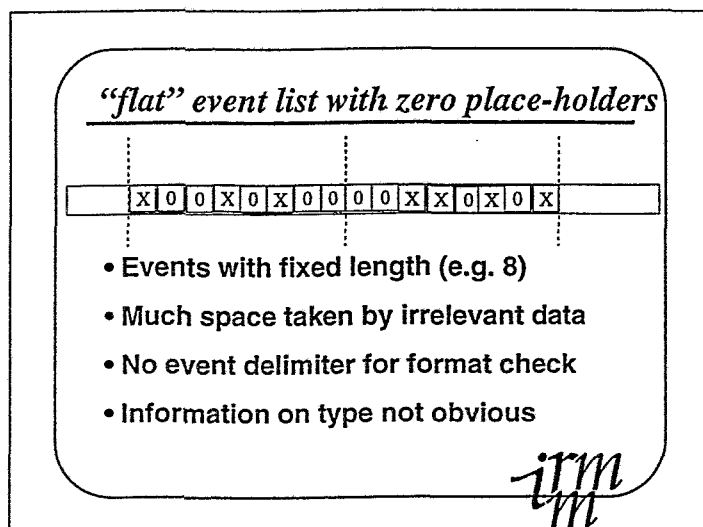 “flat” event list with zero place-holders
X 0 0 X 0 X 0 0 0 0 X X 0 X 0 X
• Events with fixed length (e.g. 8)
• Much space taken by irrelevant data
• No event delimiter for format check
• Information on type not obvious
irm
m